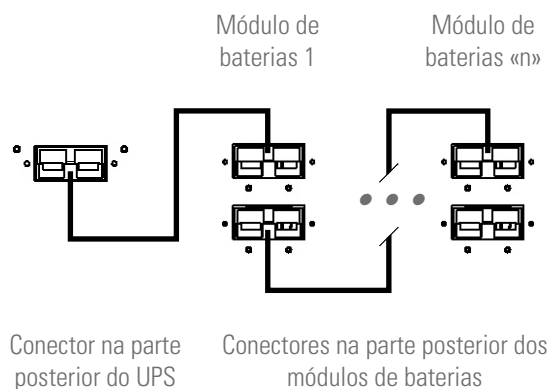 Módulo de
baterias 1
Módulo de
baterias «n»
Conector na parte
posterior do UPS
Conectores na parte posterior dos
módulos de baterias